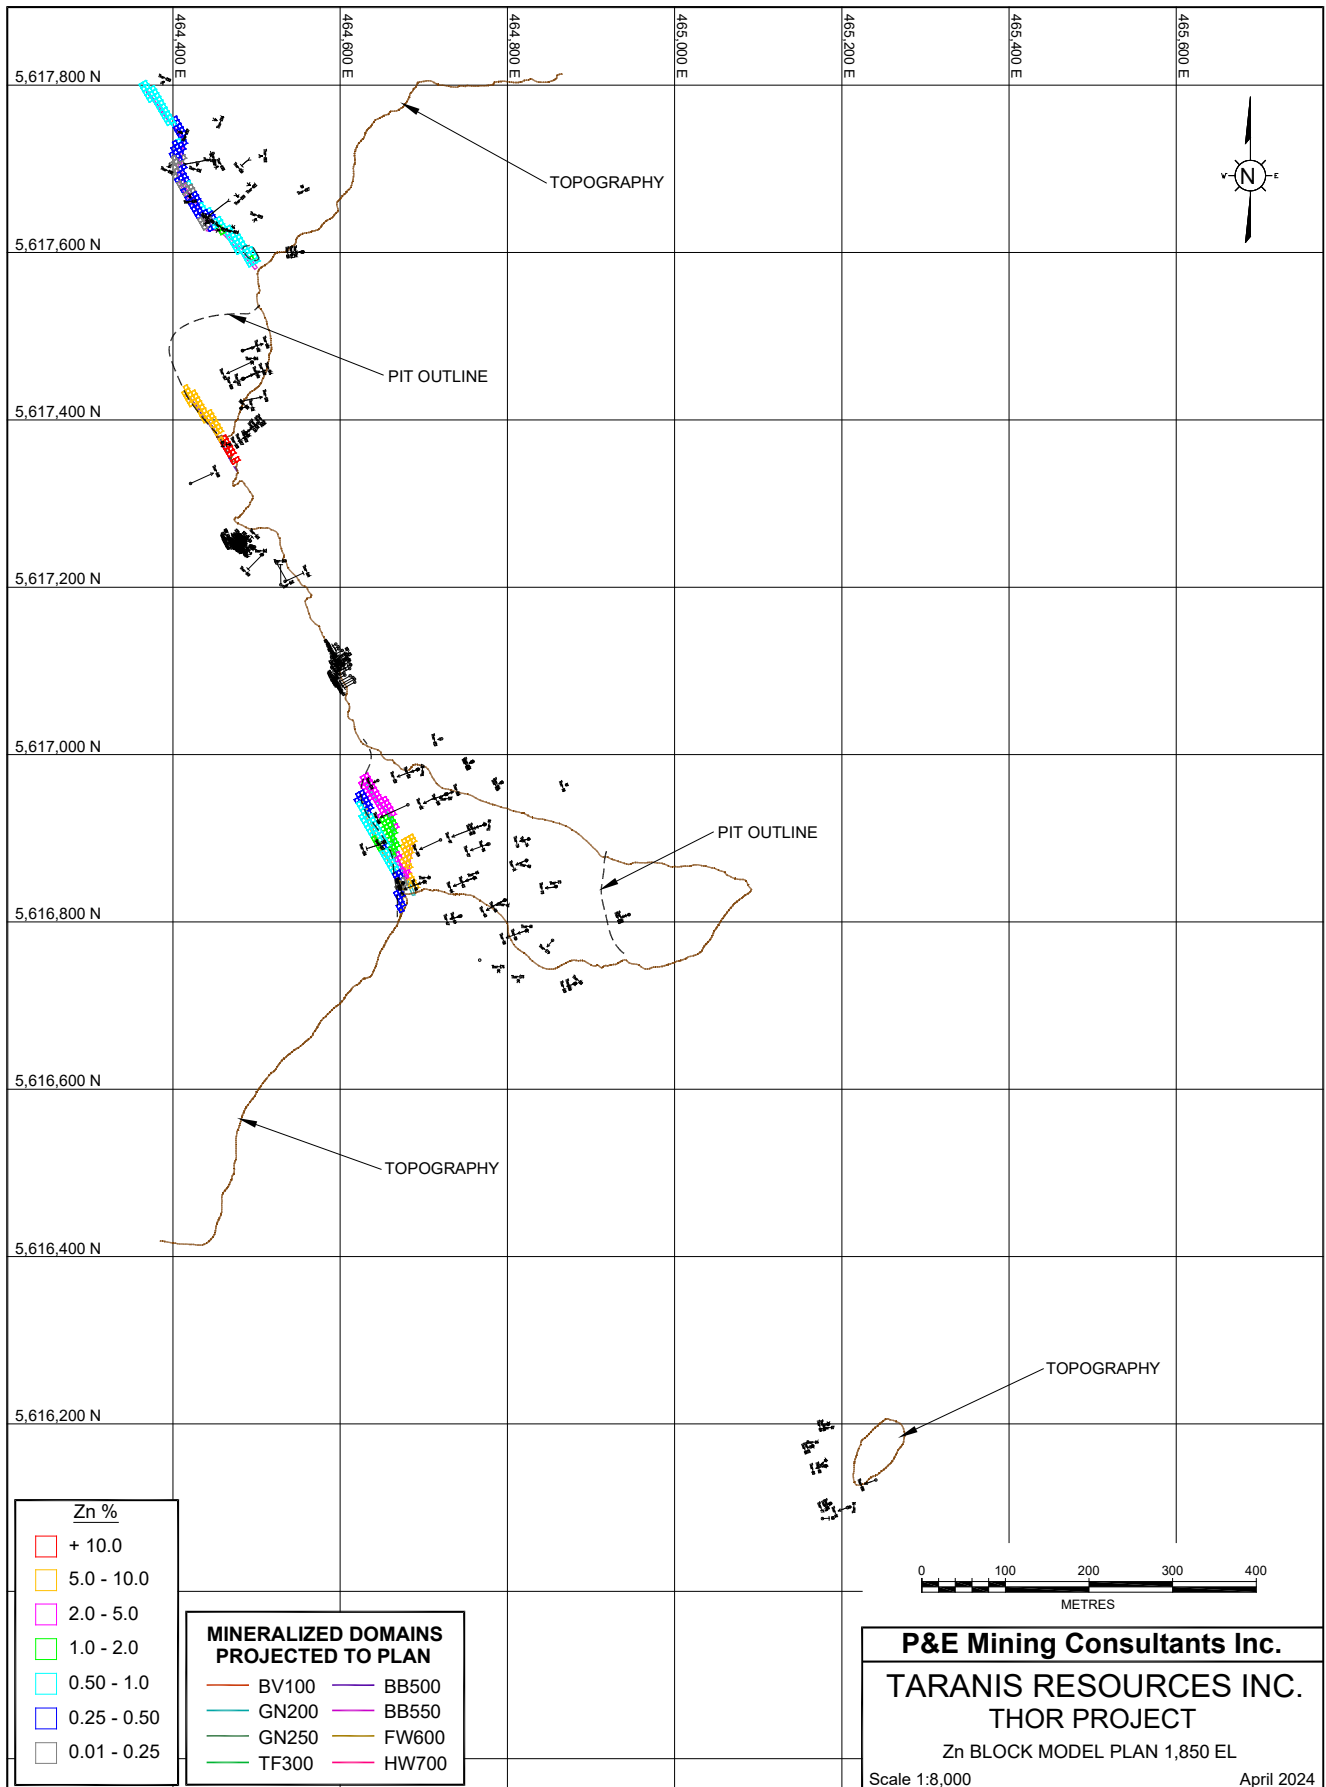 464,400 E
464,600 E
464,800 E
465,000 E
465,200 E
465,400 E
465,600 E
5,617,800 N
TOPOGRAPHY
W
N
E
5,617,600 N
PIT OUTLINE
5,617,400 N
5,617,200 N
5,617,000 N
PIT OUTLINE
5,616,800 N
5,616,600 N
TOPOGRAPHY
5,616,400 N
TOPOGRAPHY
5,616,200 N
Zn %
+ 10.0
5.0 - 10.0
2.0 - 5.0
1.0 - 2.0
0.50 - 1.0
0.25 - 0.50
0.01 - 0.25
MINERALIZED DOMAINS
PROJECTED TO PLAN
BV100 BB500
GN200 BB550
GN250 FW600
TF300 HW700
0 100 200 300 400
METRES
P&E Mining Consultants Inc.
TARANIS RESOURCES INC.
THOR PROJECT
Zn BLOCK MODEL PLAN 1,850 EL
Scale 1:8,000 April 2024